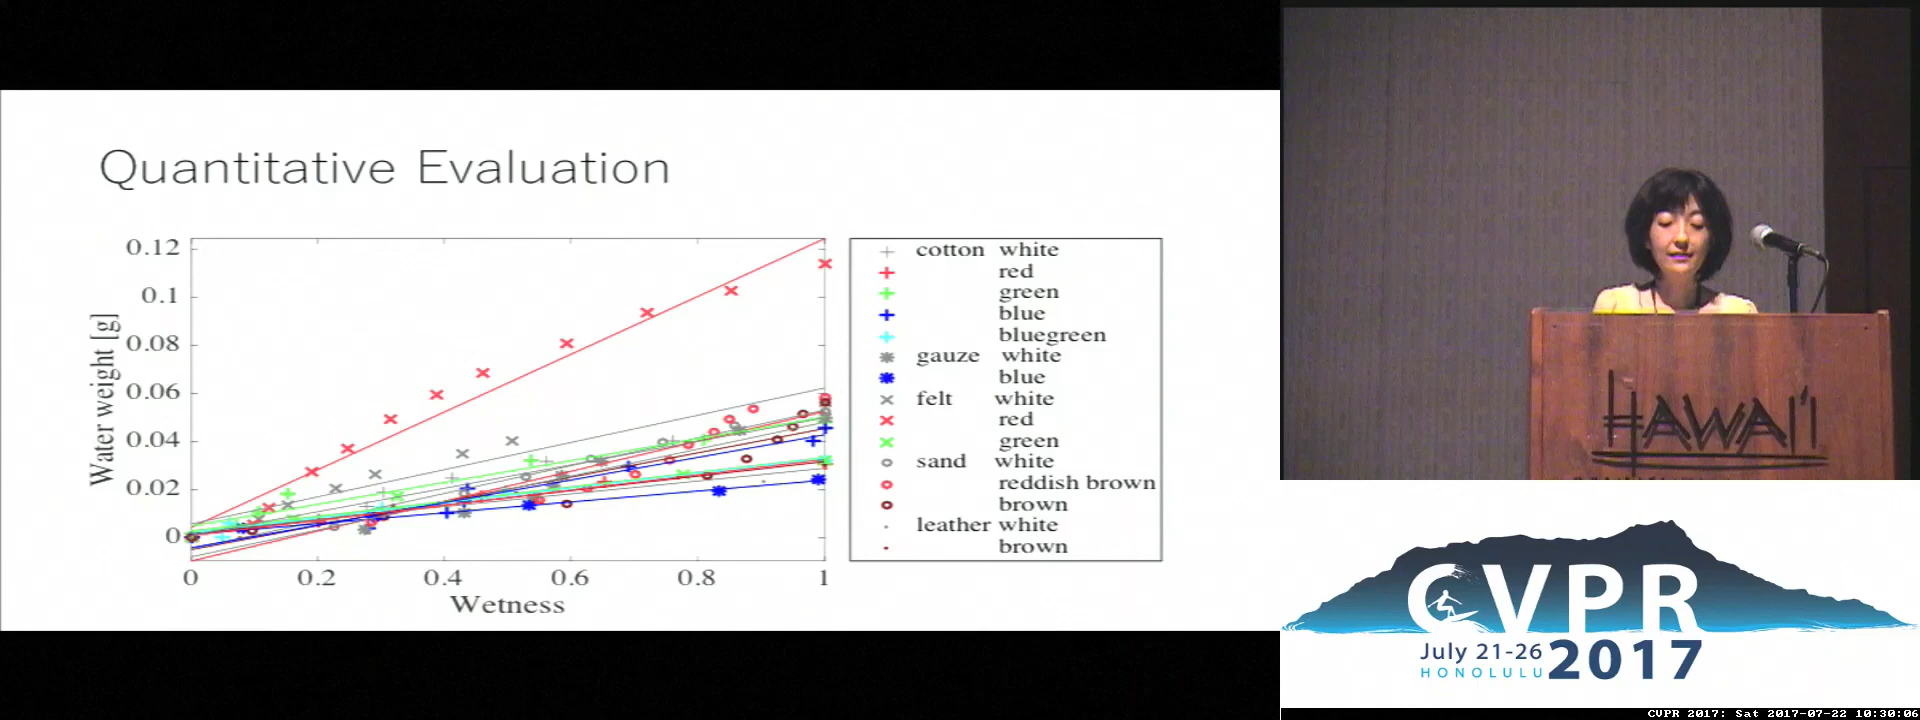 Quantitative Evaluation
Water weight [g]
0.12
0.1
0.08
0.06
0.04
0.02
0
0 0.2 0.4 0.6 0.8 1
Wetness
cotton white
red
green
blue
bluegreen
gauze white
blue
felt white
red
green
sand white
reddish brown
brown
leather white
brown
HAWAI'I
CVPR
July 21-26
HONOLULU
2017
CVPR 2017: Sat 2017-07-22 10:30:06